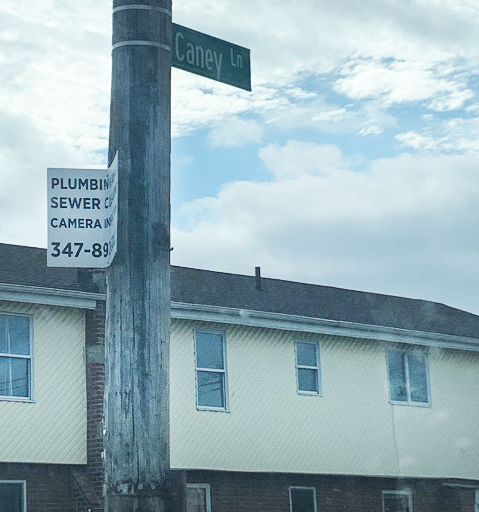 Caney Ln
PLUMBIN
SEWER C
CAMERA IN
347-89